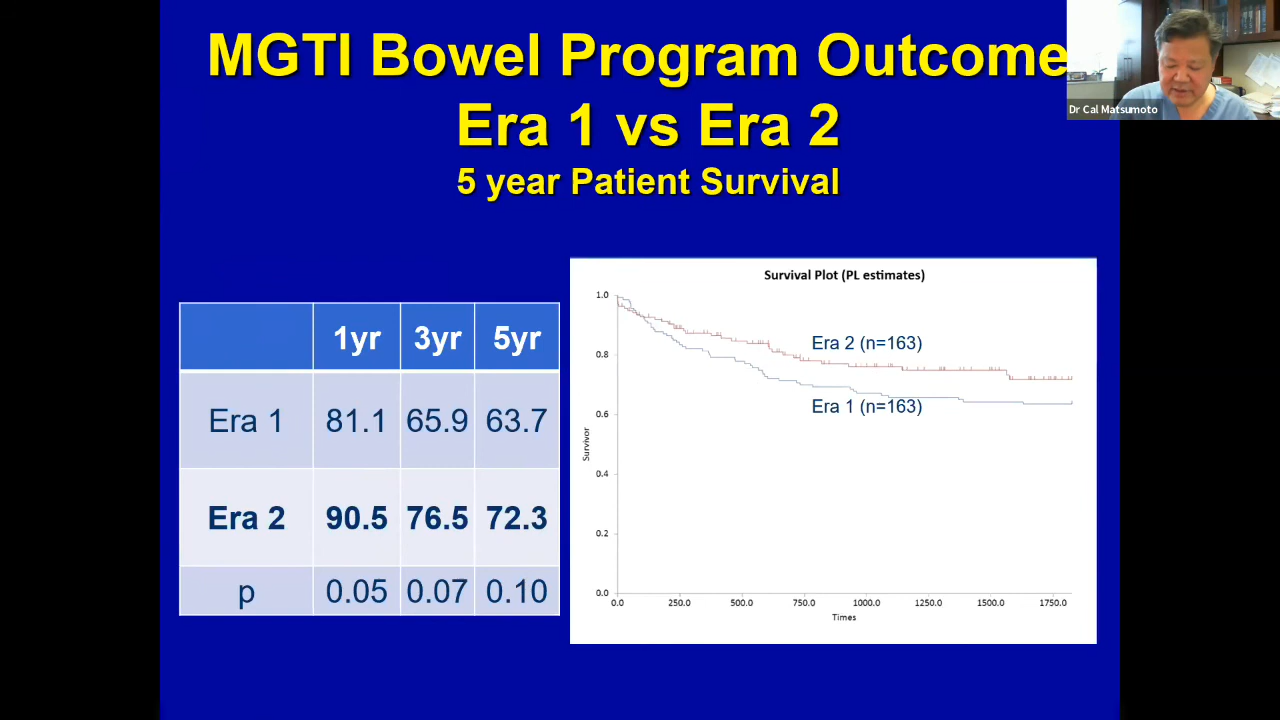 MGTI Bowel Program Outcome
Era 1 vs Era 2
5 year Patient Survival
Dr Cal Matsumoto
1yr 3yr 5yr
Era 1 81.1 65.9 63.7
Era 2 90.5 76.5 72.3
p 0.05 0.07 0.10
Survival Plot (PL estimates)
1.0
0.8
0.6
0.4
0.2
0.0
Survivor
Era 2 (n=163)
Era 1 (n=163)
0.0 250.0 500.0 750.0 1000.0 1250.0 1500.0 1750.0
Times